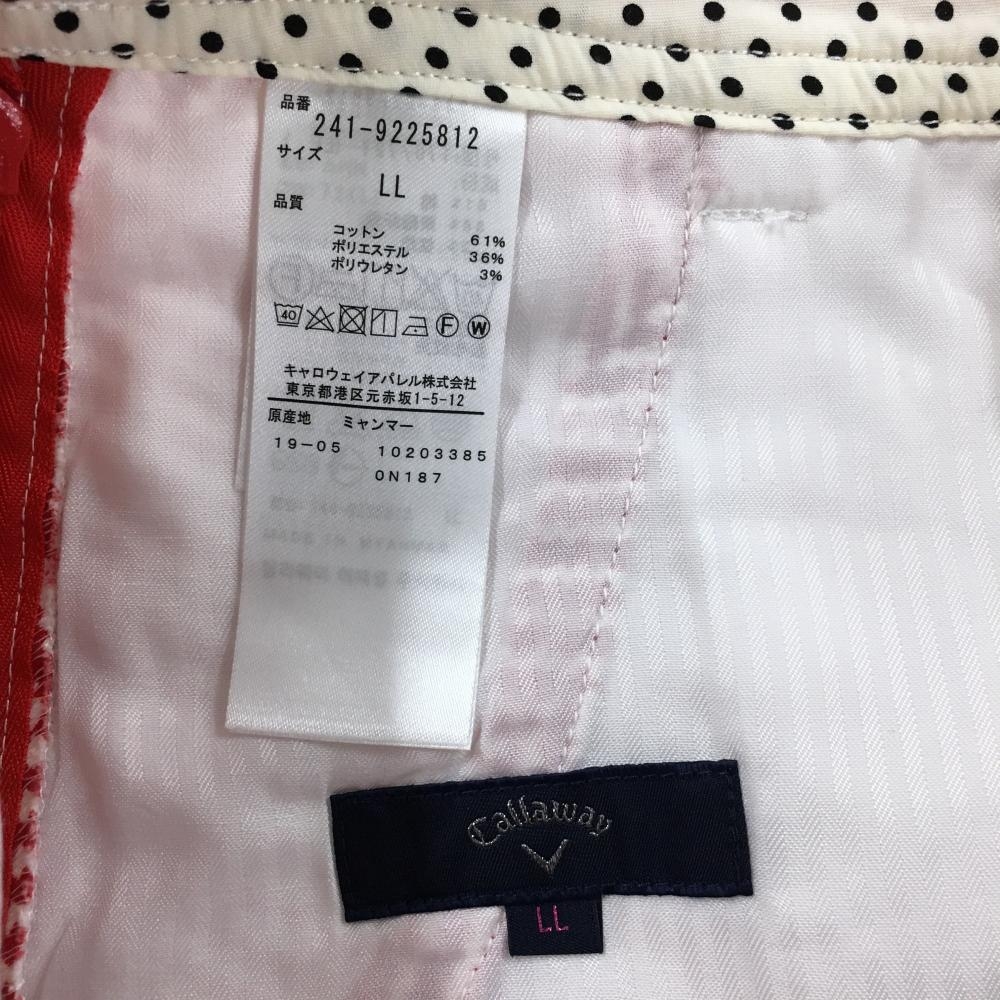 品番
241-9225812
サイズ
LL
品質
コットン 61%
ポリエステル 36%
ポリウレタン 3%
40 F W
キャロウェイアパレル株式会社
東京都港区元赤坂1-5-12
原産地 ミャンマー
19-05 10203385
0N187
Callaway
LL